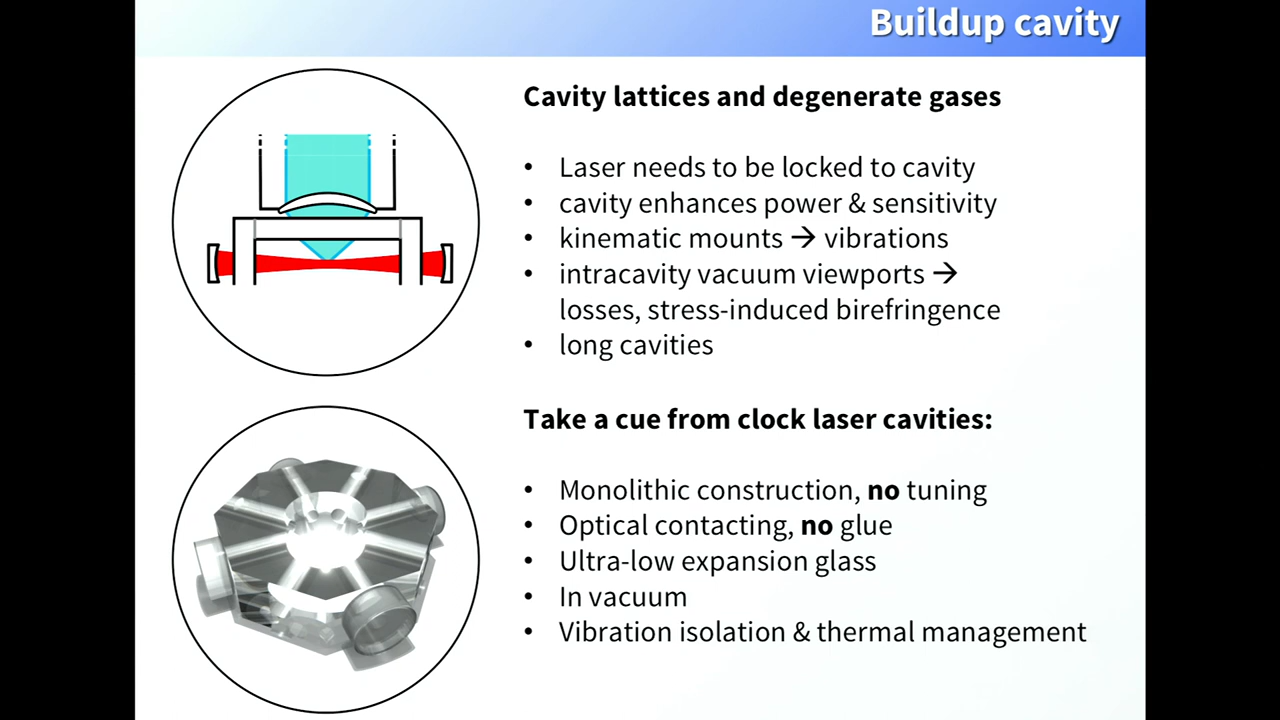 Buildup cavity
Cavity lattices and degenerate gases
• Laser needs to be locked to cavity
• cavity enhances power & sensitivity
• kinematic mounts → vibrations
• intracavity vacuum viewports →
losses, stress-induced birefringence
• long cavities
Take a cue from clock laser cavities:
• Monolithic construction, no tuning
• Optical contacting, no glue
• Ultra-low expansion glass
• In vacuum
• Vibration isolation & thermal management